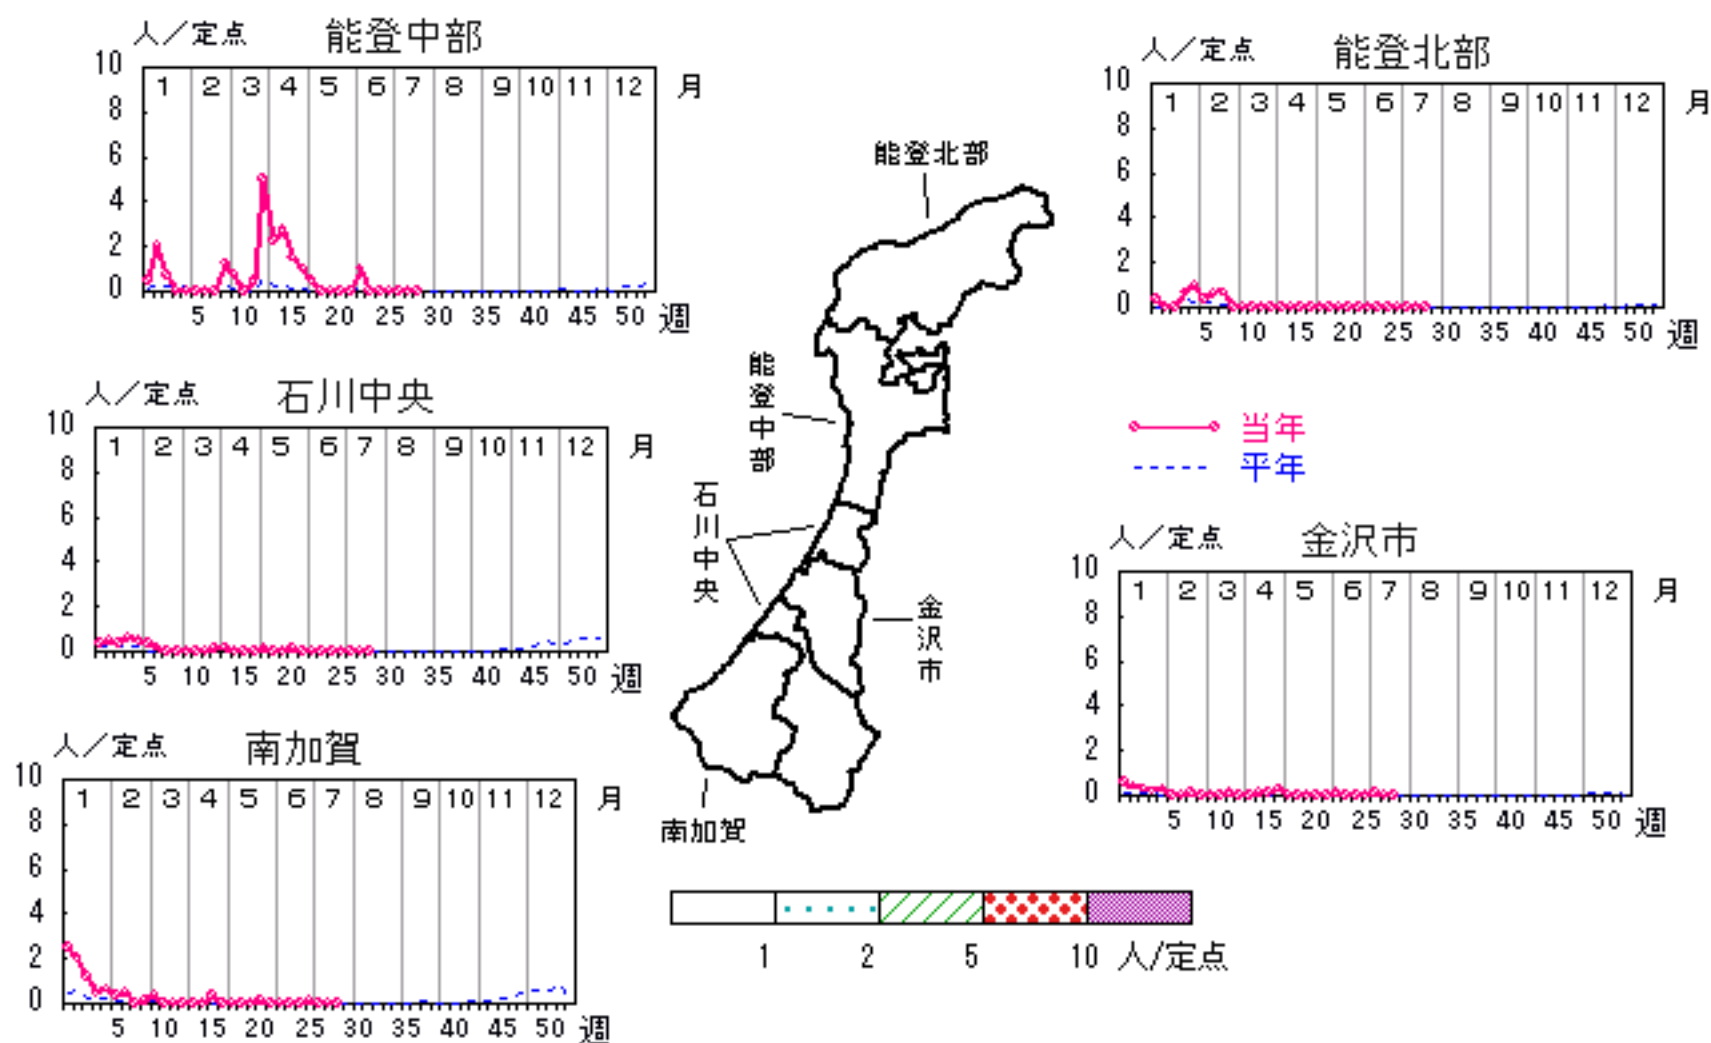 人／定点 能登中部
10 8 6 4 2 0
1 2 3 4 5 6 7 8 9 10 11 12 月
5 10 15 20 25 30 35 40 45 50 週
人／定点 能登北部
10 8 6 4 2 0
1 2 3 4 5 6 7 8 9 10 11 12 月
5 10 15 20 25 30 35 40 45 50 週
能登北部
能登中部
石川中央
金沢市
南加賀
人／定点 石川中央
10 8 6 4 2 0
1 2 3 4 5 6 7 8 9 10 11 12 月
5 10 15 20 25 30 35 40 45 50 週
当年
平年
人／定点 金沢市
10 8 6 4 2 0
1 2 3 4 5 6 7 8 9 10 11 12 月
5 10 15 20 25 30 35 40 45 50 週
人／定点 南加賀
10 8 6 4 2 0
1 2 3 4 5 6 7 8 9 10 11 12 月
5 10 15 20 25 30 35 40 45 50 週
1 2 5 10 人/定点